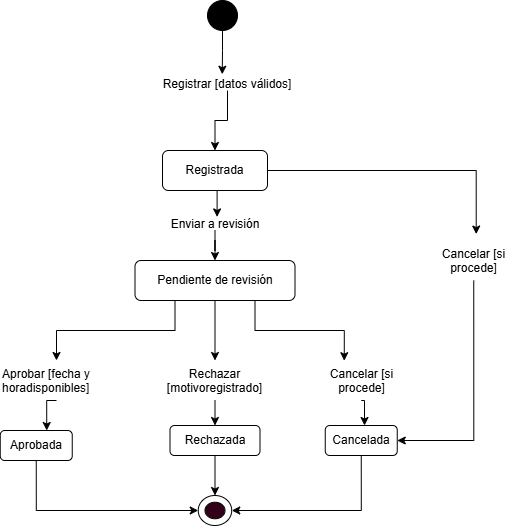 Registrar [datos válidos]
Registrada
Enviar a revisión
Cancelar [si
procede]
Pendiente de revisión
Aprobar [fecha y
horadisponibles]
Rechazar
[motivoregistrado]
Cancelar [si
procede]
Aprobada
Rechazada
Cancelada